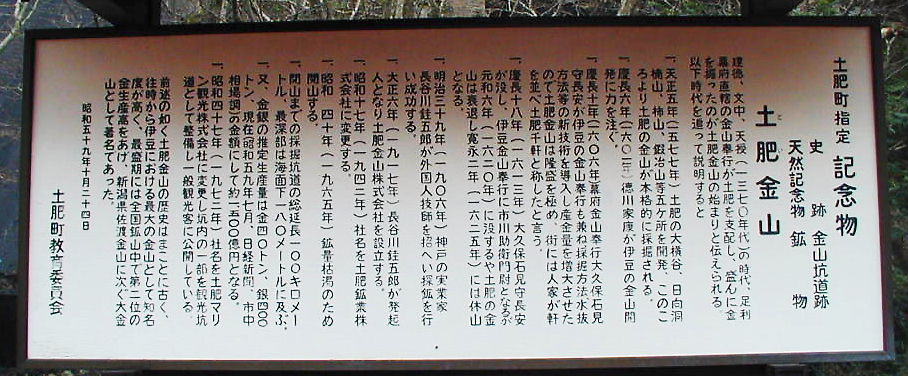 土肥町指定 記念物
史跡 金山坑道跡
天然記念物 鉱物
土肥金山
とい
建徳、文中、天授（一三七〇年代）の時代、足利
幕府直轄の金山奉行が土肥を支配し、盛んに金
を掘ったのが土肥金山の始まりと伝えられる。
以下時代を追って説明すると
一、天正五年（一五七七年）土肥の大横谷、日向洞
楠山、柿山、鍛冶山等五ヶ所を開発、このこ
ろより土肥の金山が本格的に採掘される。
一、慶長六年（一六〇一年）徳川家康が伊豆の金山開
発に力を注ぐ。
一、慶長十一年（一六〇六年）幕府金山奉行大久保石見
守長安が伊豆の金山奉行も兼ね採掘方法水抜
方法等の新技術を導入し産金量を増大させた
ので土肥金山は隆盛を極め、街には人家が軒
を並べ土肥千軒と称したと言う。
一、慶長十八年（一六一三年）大久保石見守長安
が没し、伊豆金山奉行に市川助衛門尉となるが
元和六年（一六二〇年）に没するや土肥の金
山は衰退し寛永二年（一六二五年）には休山
となる。
一、明治三十九年（一九〇六年）神戸の実業家
長谷川銈五郎が外国人技師を招へい探鉱を行
い成功する。
一、大正六年（一九一七年）長谷川銈五郎が発起
人となり土肥金山株式会社を設立する。
一、昭和十七年（一九四二年）社名を土肥鉱業株
式会社に変更する。
一、昭和四十年（一九六五年）鉱量枯渇のため
閉山する。
一、閉山までの採掘坑道の総延長一〇〇キロメー
トル、最深部は海面下一八〇メートルに及ぶ。
一、又、金銀の推定生産量は金四〇トン、銀四〇〇
トン、現在昭和五九年七月、日経新聞、市中
相場調の金額にして約一五〇〇億円となる。
一、昭和四十七年（一九七二年）社名を土肥マリ
ン観光株式会社に変更し坑内の一部を観光坑
道として整備し一般観光客に公開している。
前述の如く土肥金山の歴史はまことに古く、
往時から伊豆における最大の金山として知名
度が高く、最盛期には全国鉱山中で第二位の
金生産高をあげ、新潟県佐渡金山に次ぐ大金
山として著名であった。
昭和五十九年十月三十四日
土肥町教育委員会